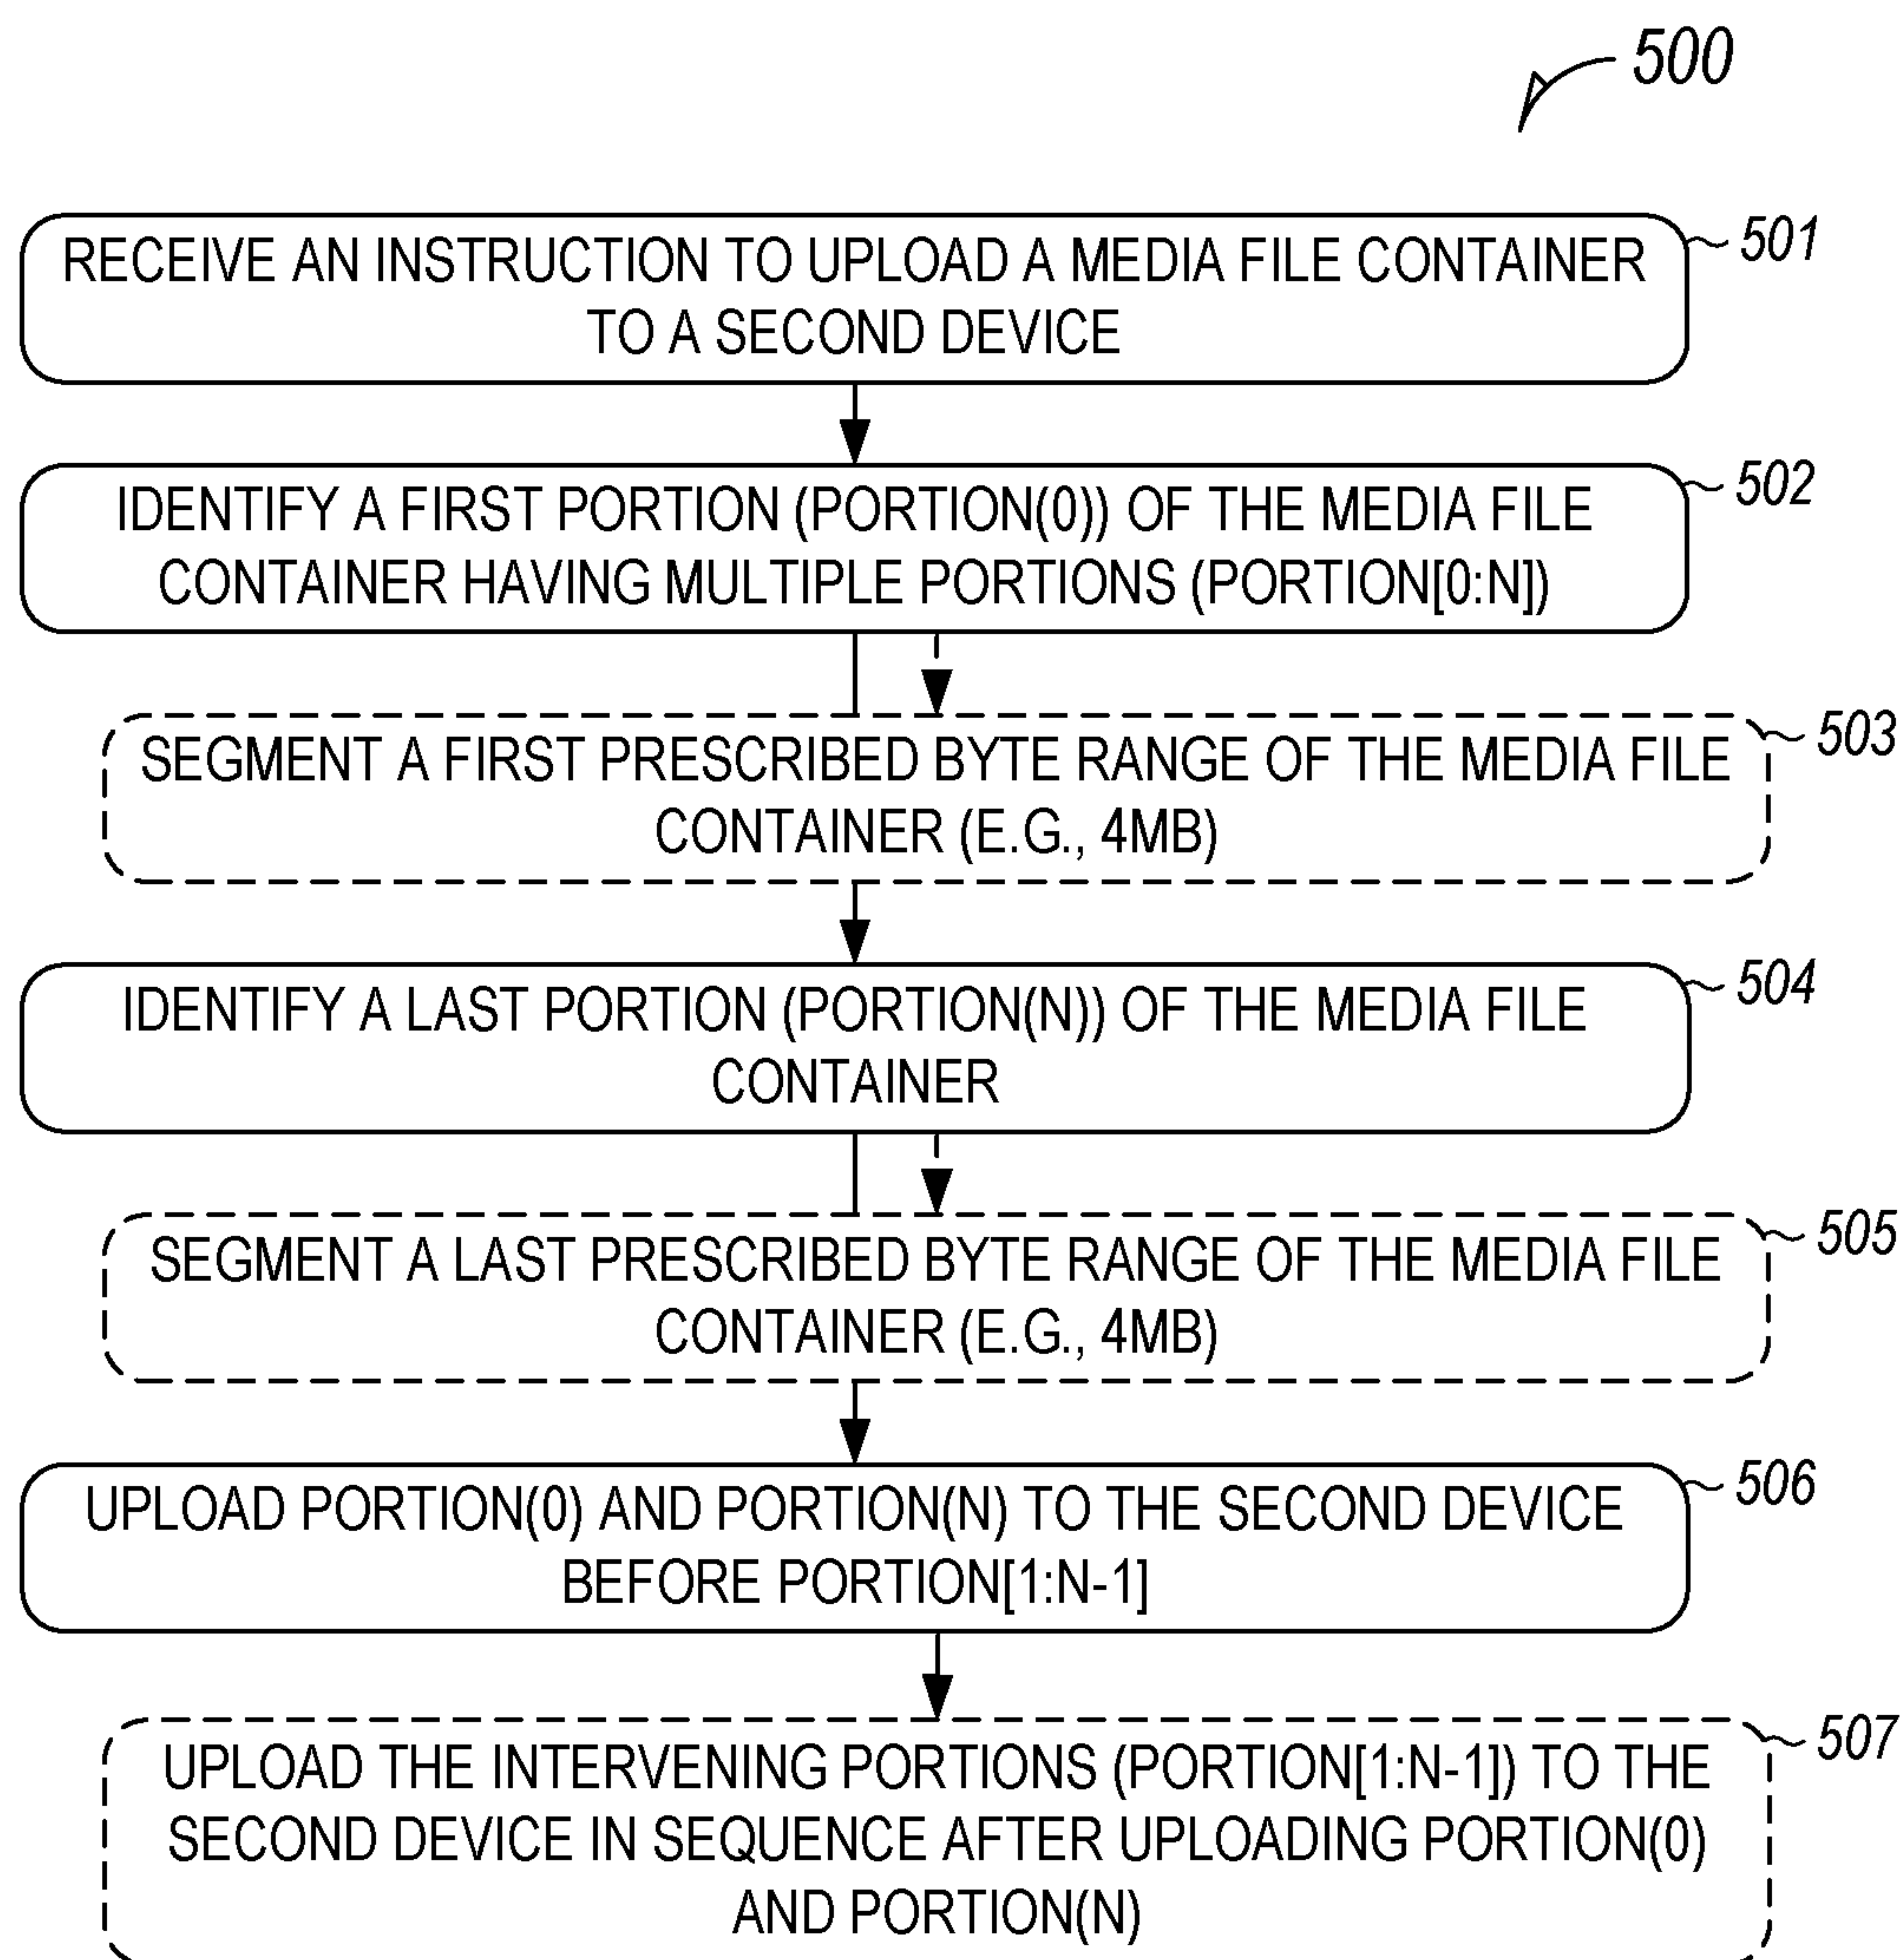 500
RECEIVE AN INSTRUCTION TO UPLOAD A MEDIA FILE CONTAINER
TO A SECOND DEVICE
501
IDENTIFY A FIRST PORTION (PORTION(0)) OF THE MEDIA FILE
CONTAINER HAVING MULTIPLE PORTIONS (PORTION[0:N])
502
SEGMENT A FIRST PRESCRIBED BYTE RANGE OF THE MEDIA FILE
CONTAINER (E.G., 4MB)
503
IDENTIFY A LAST PORTION (PORTION(N)) OF THE MEDIA FILE
CONTAINER
504
SEGMENT A LAST PRESCRIBED BYTE RANGE OF THE MEDIA FILE
CONTAINER (E.G., 4MB)
505
UPLOAD PORTION(0) AND PORTION(N) TO THE SECOND DEVICE
BEFORE PORTION[1:N-1]
506
UPLOAD THE INTERVENING PORTIONS (PORTION[1:N-1]) TO THE
SECOND DEVICE IN SEQUENCE AFTER UPLOADING PORTION(0)
AND PORTION(N)
507